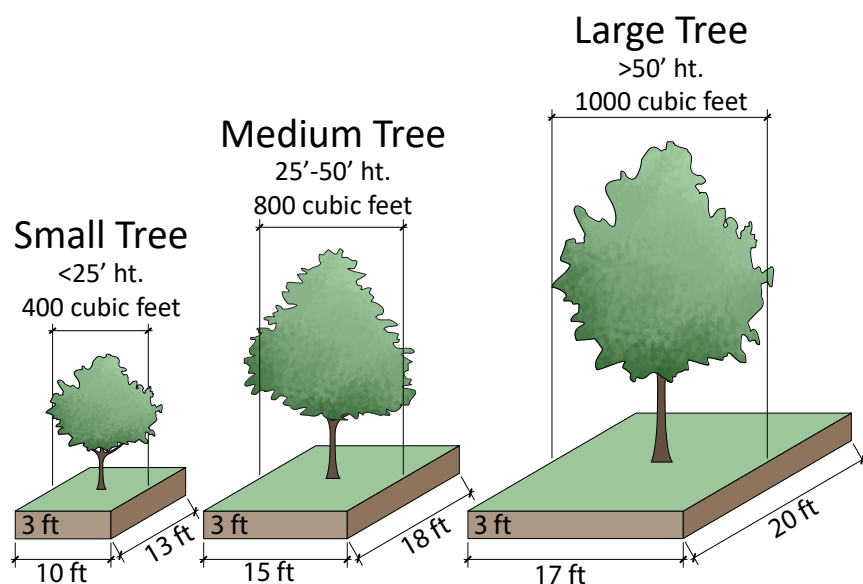 Small Tree
<25’ ht.
400 cubic feet
3 ft
10 ft
13 ft
Medium Tree
25’-50’ ht.
800 cubic feet
3 ft
15 ft
18 ft
Large Tree
>50’ ht.
1000 cubic feet
3 ft
17 ft
20 ft